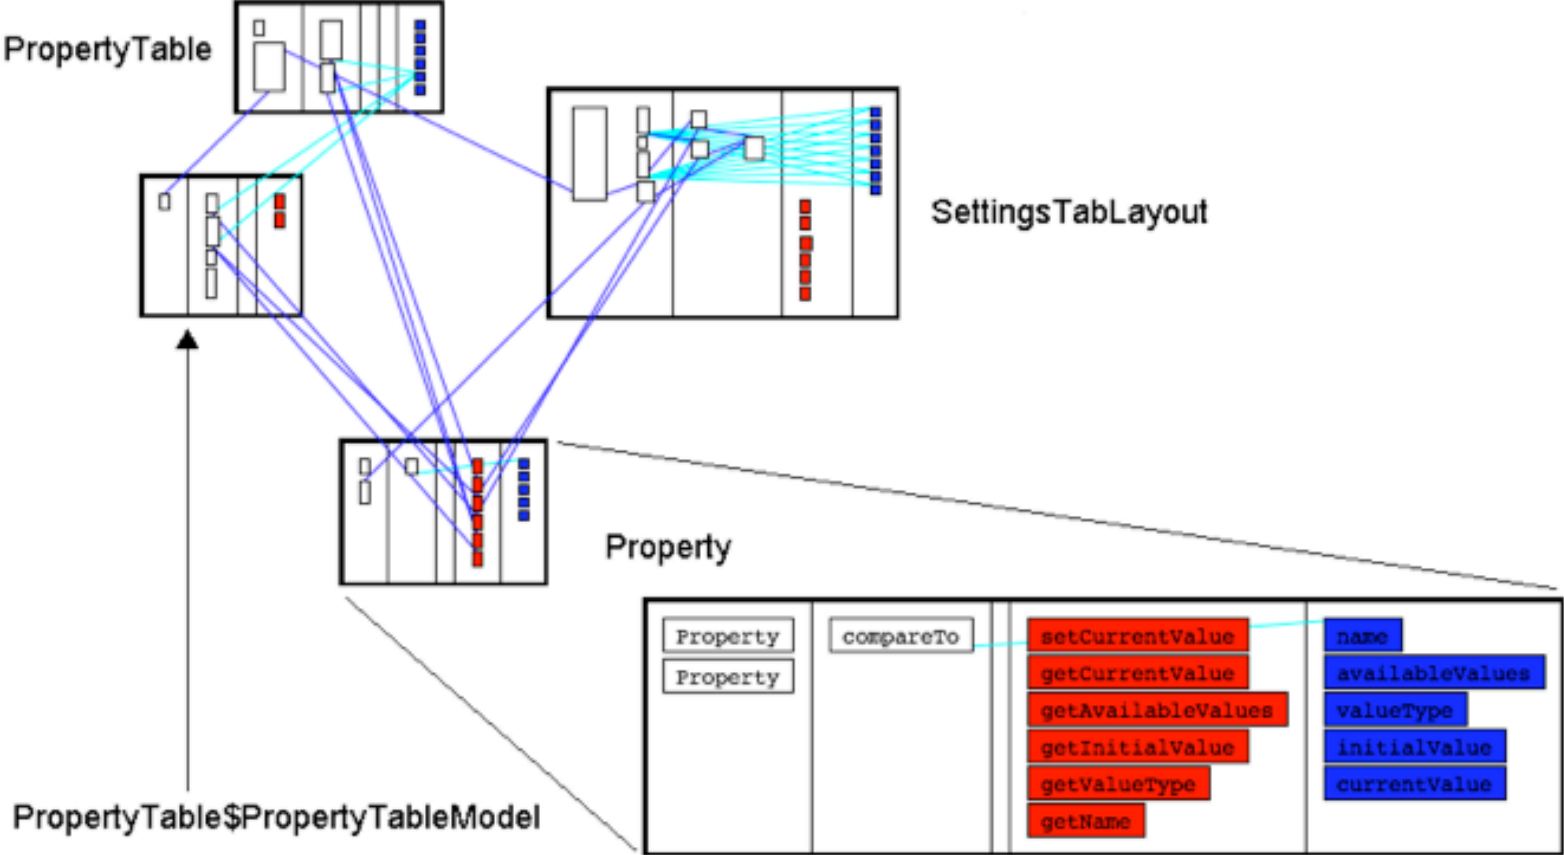 PropertyTable
SettingsTabLayout
Property
PropertyTable$PropertyTableModel
Property
Property
compareTo
setCurrentValue
getCurrentValue
getAvailableValues
getInitialValue
getValueType
getName
name
availableValues
valueType
initialValue
currentValue